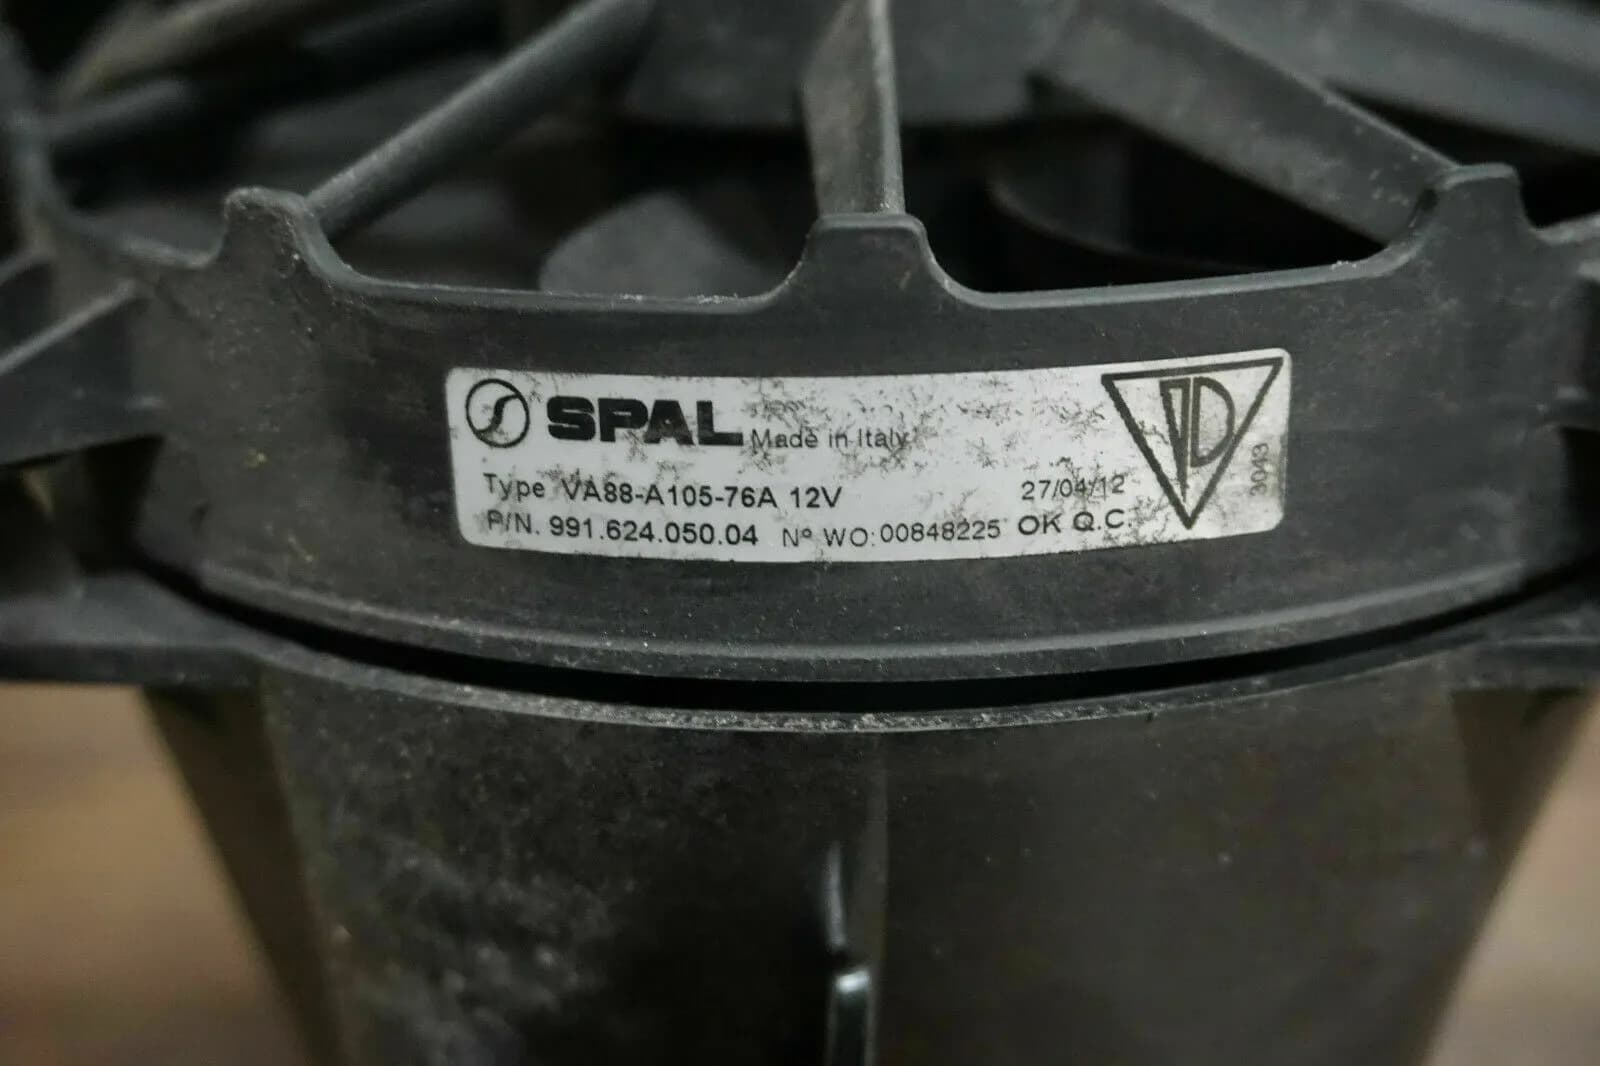 SPAL Made in Italy
Type VA88-A105-76A 12V 27/04/12
P/N. 991.624.050.04 Nº WO:00848225 OK Q.C.
PD
3043